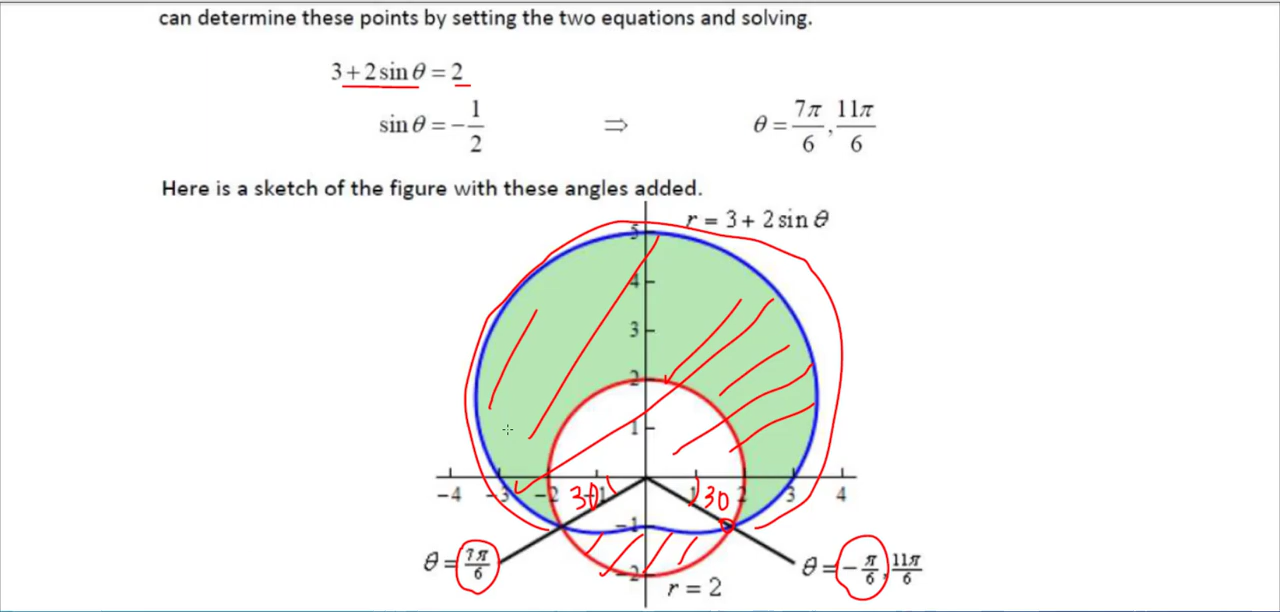 can determine these points by setting the two equations and solving.
3 + 2 sin θ = 2
sin θ = − 1/2 ⇒ θ = 7π/6 , 11π/6
Here is a sketch of the figure with these angles added.
r = 3 + 2 sin θ
5
4
3
2
1
−4 −3 −2 −1 1 2 3 4
30 30
−1
θ = 7π/6 θ = − π/6 , 11π/6
−2
r = 2